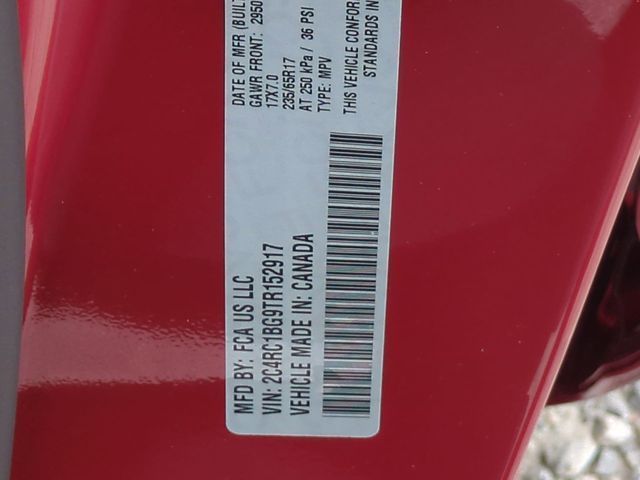 MFD BY: FCA US LLC
VIN: 2C4RC1BG9TR152917
VEHICLE MADE IN: CANADA
DATE OF MFR (BUILT
GAWR FRONT: 2950
17X7.0
235/65R17
AT 250 kPa / 36 PSI
TYPE: MPV
THIS VEHICLE CONFOR
STANDARDS IN